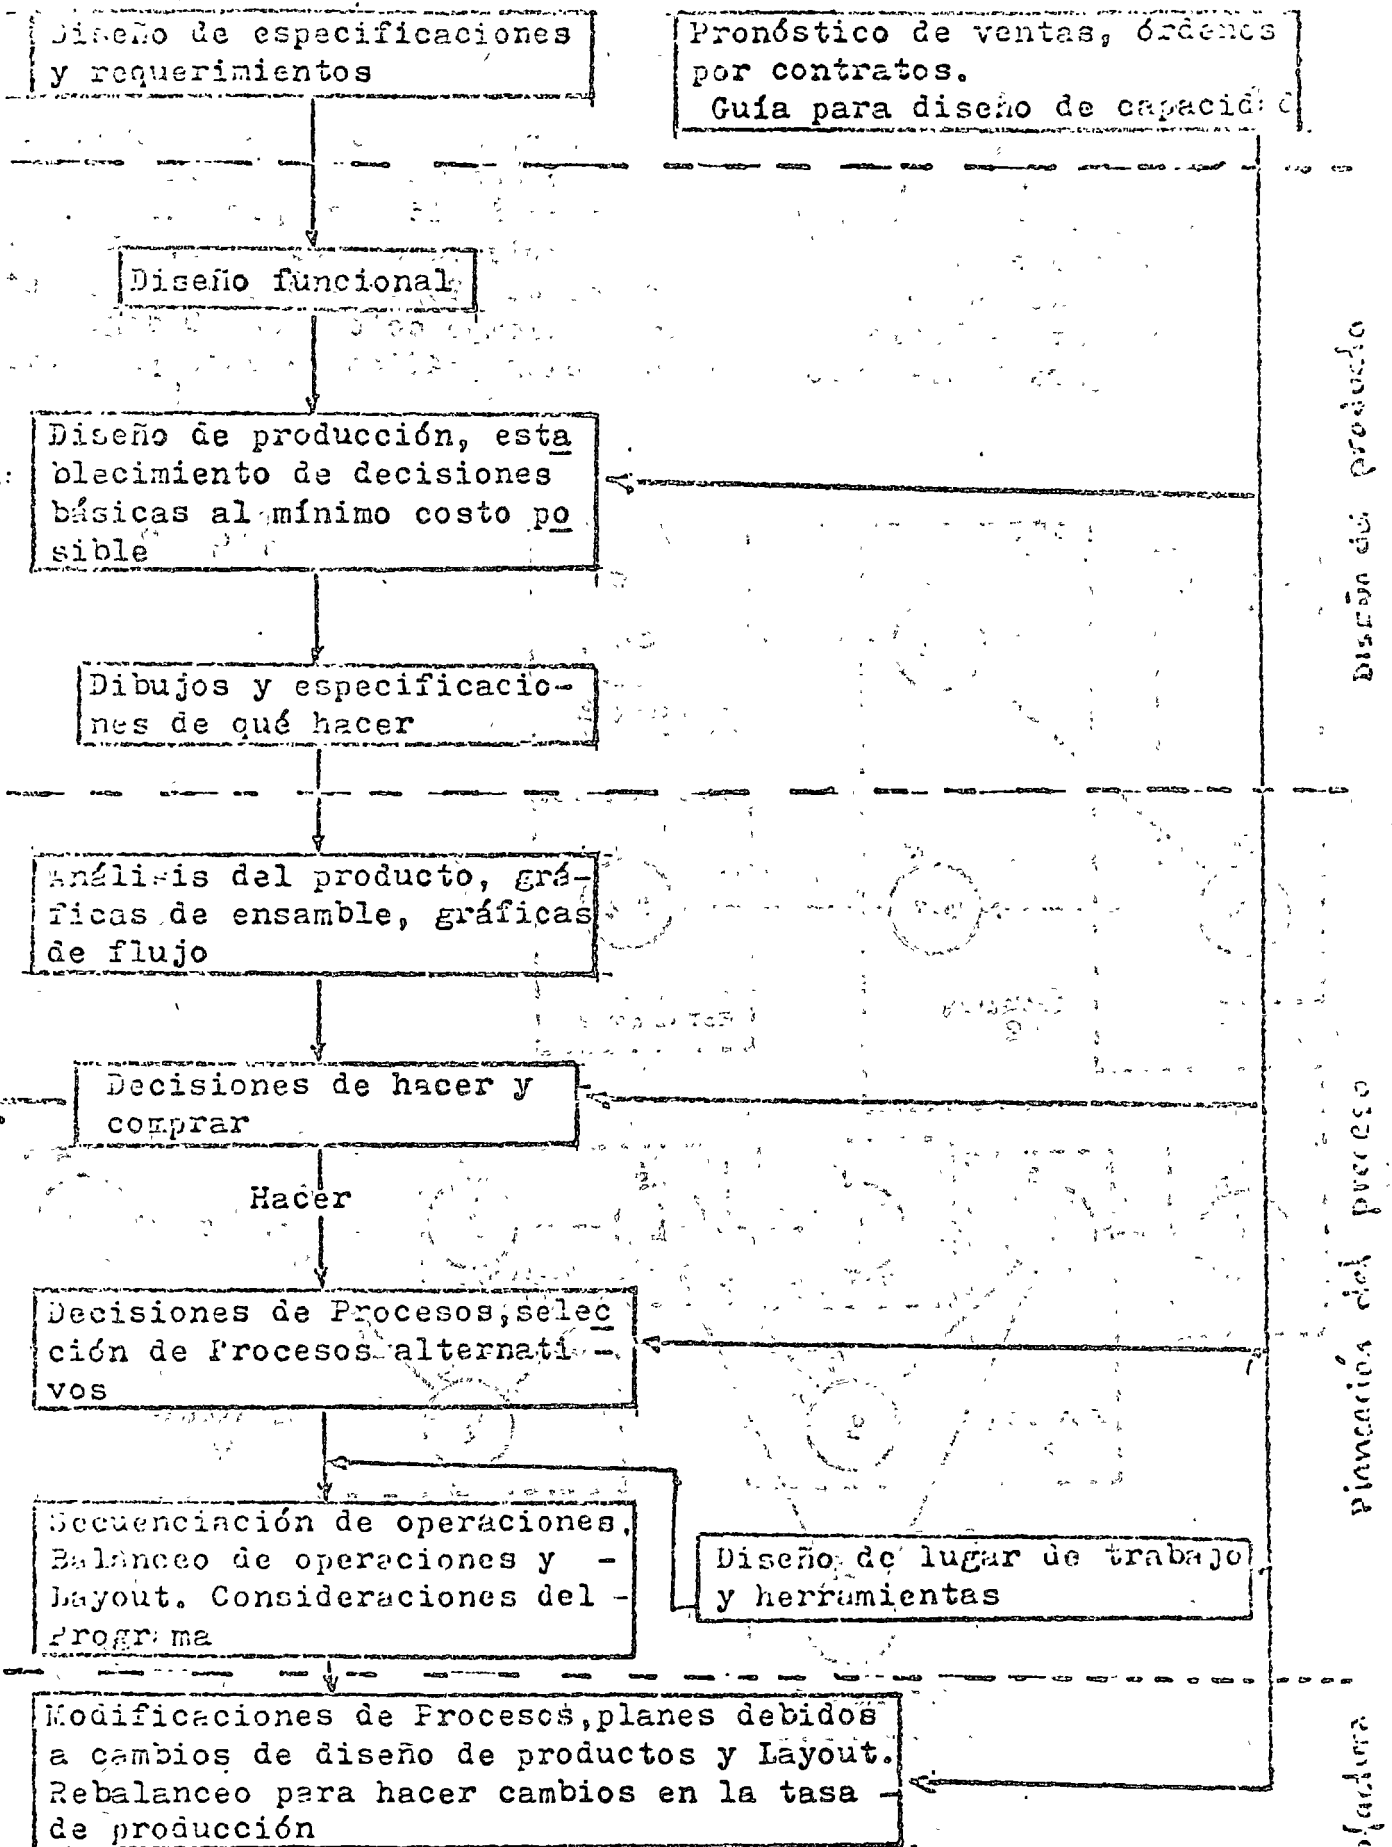 Diseño de especificaciones
y requerimientos
Pronóstico de ventas, órdenes
por contratos.
Guía para diseño de capacidad
Diseño funcional
Diseño de producción, esta
blecimiento de decisiones
básicas al mínimo costo po
sible
Diseño del producto
Dibujos y especificacio-
nes de qué hacer
Análisis del producto, grá-
ficas de ensamble, gráficas
de flujo
Decisiones de hacer y
comprar
Hacer
Planeación del proceso
Decisiones de Procesos, selec
ción de Procesos alternati -
vos
Secuenciación de operaciones,
Balanceo de operaciones y -
Layout. Consideraciones del -
Programa
Diseño de lugar de trabajo
y herramientas
Modificaciones de Procesos, planes debidos
a cambios de diseño de productos y Layout.
Rebalanceo para hacer cambios en la tasa -
de producción